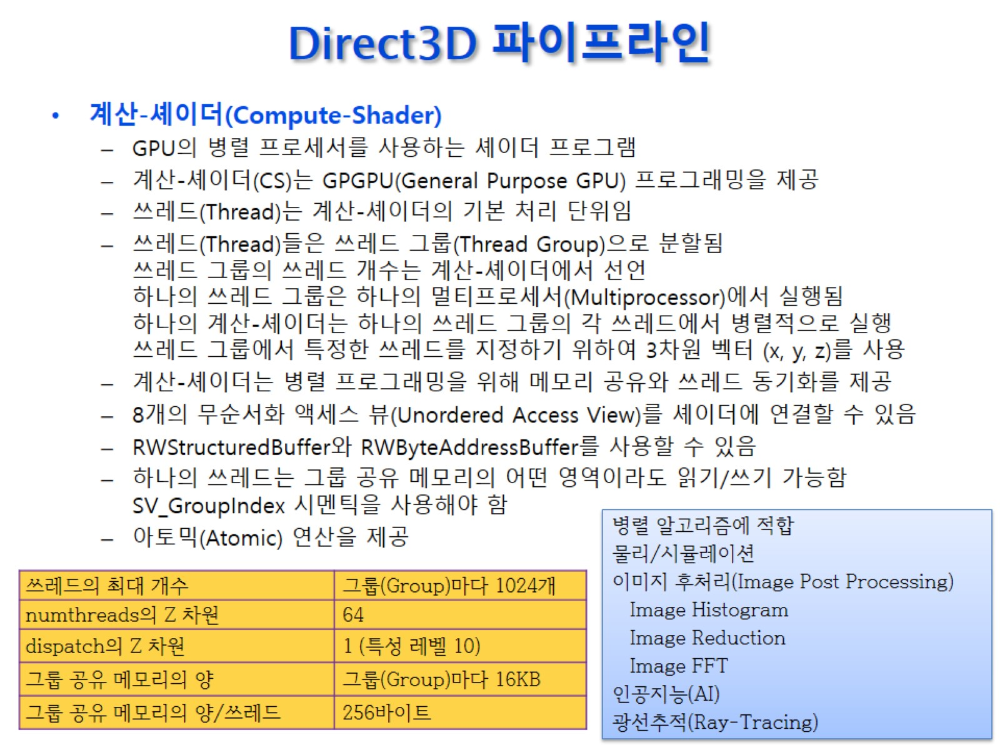 Direct3D 파이프라인
• 계산-셰이더(Compute-Shader)
– GPU의 병렬 프로세서를 사용하는 셰이더 프로그램
– 계산-셰이더(CS)는 GPGPU(General Purpose GPU) 프로그래밍을 제공
– 쓰레드(Thread)는 계산-셰이더의 기본 처리 단위임
– 쓰레드(Thread)들은 쓰레드 그룹(Thread Group)으로 분할됨
쓰레드 그룹의 쓰레드 개수는 계산-셰이더에서 선언
하나의 쓰레드 그룹은 하나의 멀티프로세서(Multiprocessor)에서 실행됨
하나의 계산-셰이더는 하나의 쓰레드 그룹의 각 쓰레드에서 병렬적으로 실행
쓰레드 그룹에서 특정한 쓰레드를 지정하기 위하여 3차원 벡터 (x, y, z)를 사용
– 계산-셰이더는 병렬 프로그래밍을 위해 메모리 공유와 쓰레드 동기화를 제공
– 8개의 무순서화 액세스 뷰(Unordered Access View)를 셰이더에 연결할 수 있음
– RWStructuredBuffer와 RWByteAddressBuffer를 사용할 수 있음
– 하나의 쓰레드는 그룹 공유 메모리의 어떤 영역이라도 읽기/쓰기 가능함
SV_GroupIndex 시멘틱을 사용해야 함
– 아토믹(Atomic) 연산을 제공
쓰레드의 최대 개수 그룹(Group)마다 1024개
numthreads의 Z 차원 64
dispatch의 Z 차원 1 (특성 레벨 10)
그룹 공유 메모리의 양 그룹(Group)마다 16KB
그룹 공유 메모리의 양/쓰레드 256바이트
병렬 알고리즘에 적합
물리/시뮬레이션
이미지 후처리(Image Post Processing)
Image Histogram
Image Reduction
Image FFT
인공지능(AI)
광선추적(Ray-Tracing)